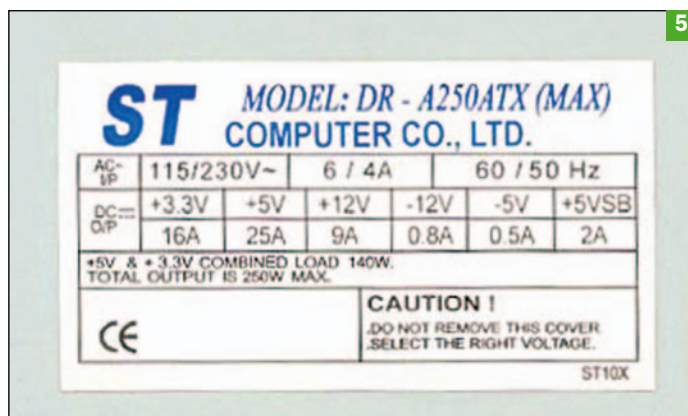 5
ST MODEL: DR - A250ATX (MAX)
COMPUTER CO., LTD.
AC-I/P 115/230V~ 6 / 4A 60 / 50 Hz
DC O/P +3.3V +5V +12V -12V -5V +5VSB
16A 25A 9A 0.8A 0.5A 2A
+5V & +3.3V COMBINED LOAD 140W.
TOTAL OUTPUT IS 250W MAX.
CAUTION !
.DO NOT REMOVE THIS COVER
.SELECT THE RIGHT VOLTAGE.
CE
ST10X